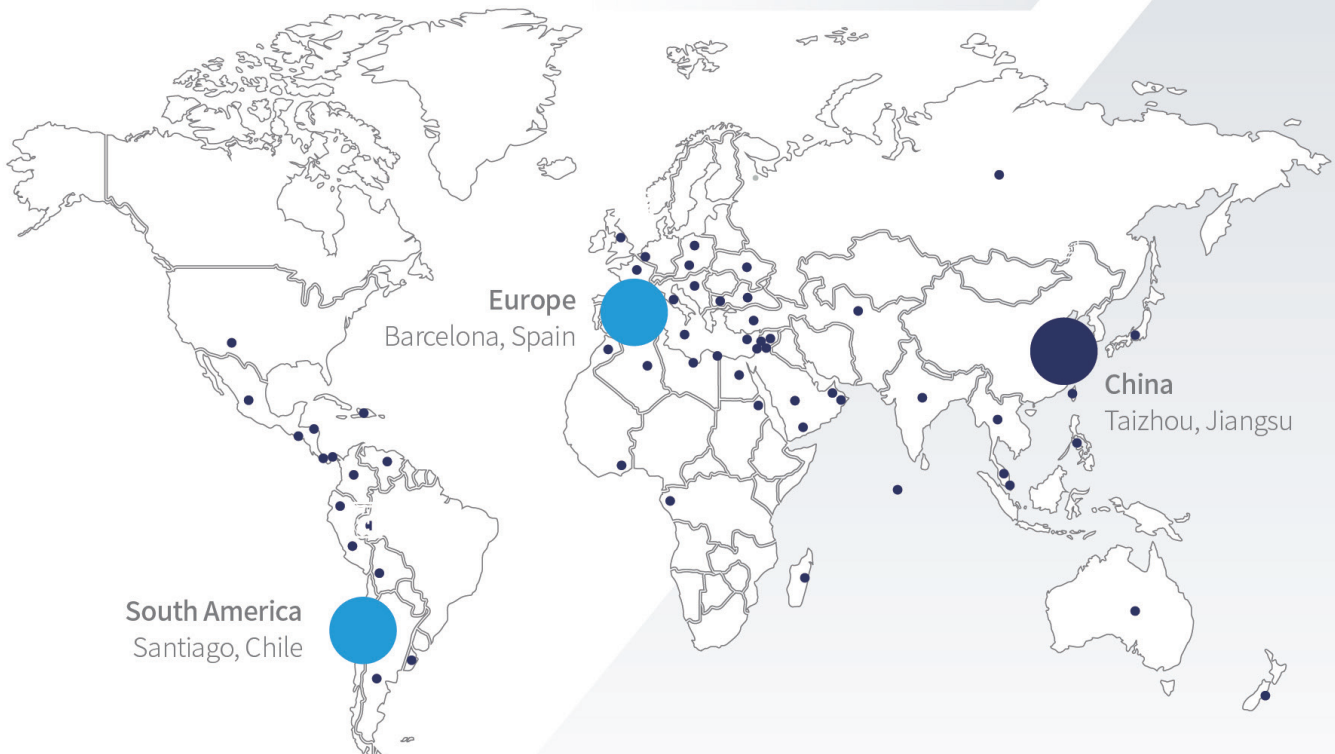 Europe
Barcelona, Spain
China
Taizhou, Jiangsu
South America
Santiago, Chile